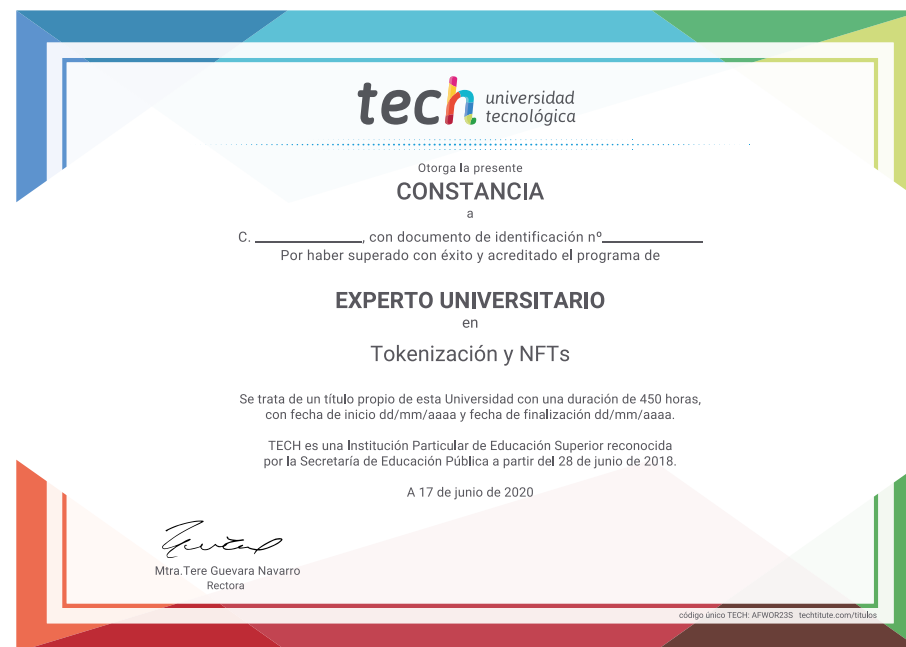 tech universidad
tecnológica
Otorga la presente
CONSTANCIA
a
C. ______________, con documento de identificación nº_____________
Por haber superado con éxito y acreditado el programa de
EXPERTO UNIVERSITARIO
en
Tokenización y NFTs
Se trata de un título propio de esta Universidad con una duración de 450 horas,
con fecha de inicio dd/mm/aaaa y fecha de finalización dd/mm/aaaa.
TECH es una Institución Particular de Educación Superior reconocida
por la Secretaría de Educación Pública a partir del 28 de junio de 2018.
A 17 de junio de 2020
Mtra.Tere Guevara Navarro
Rectora
código único TECH: AFWOR23S techtitute.com/titulos